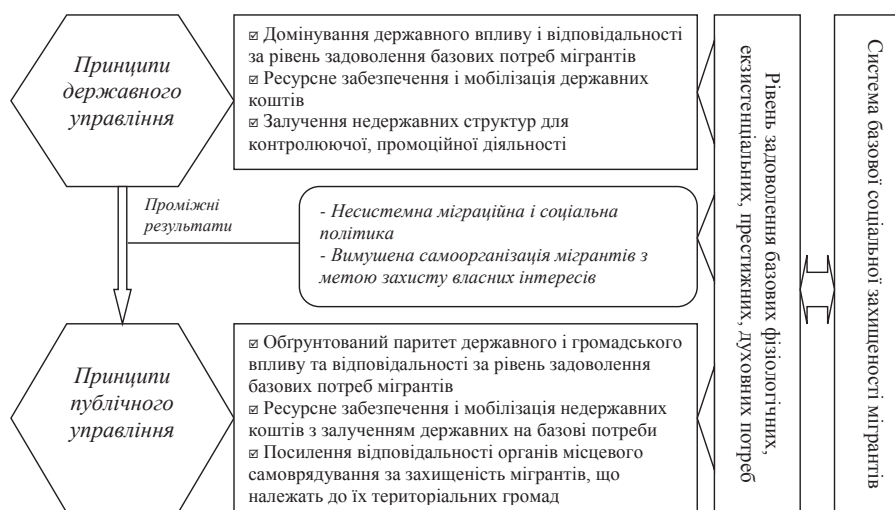 Принципи
державного
управління
☑ Домінування державного впливу і відповідальності
за рівень задоволення базових потреб мігрантів
☑ Ресурсне забезпечення і мобілізація державних
коштів
☑ Залучення недержавних структур для
контролюючої, промоційної діяльності
Проміжні
результати
- Несистемна міграційна і соціальна
політика
- Вимушена самоорганізація мігрантів з
метою захисту власних інтересів
Принципи
публічного
управління
☑ Обґрунтований паритет державного і громадського
впливу та відповідальності за рівень задоволення
базових потреб мігрантів
☑ Ресурсне забезпечення і мобілізація недержавних
коштів з залученням державних на базові потреби
☑ Посилення відповідальності органів місцевого
самоврядування за захищеність мігрантів, що
належать до їх територіальних громад
Рівень задоволення базових фізіологічних,
екзистенціальних, престижних, духовних потреб
Система базової соціальної захищеності мігрантів